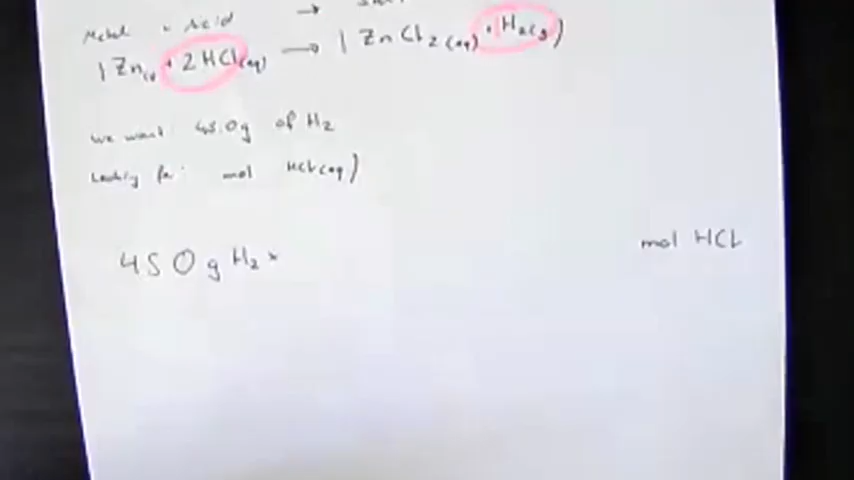 Metal + Acid →
1 Zn(s) + 2 HCl(aq) → 1 ZnCl2 (aq) + H2(g)
We want: 45.0g of H2
Looking for: mol HCl(aq)
45.0 g H2 × mol HCl